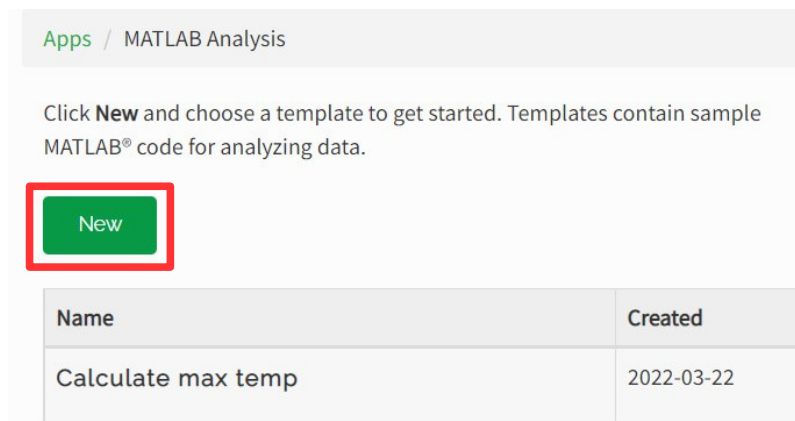 Apps / MATLAB Analysis
Click New and choose a template to get started. Templates contain sample
MATLAB® code for analyzing data.
New
Name Created
Calculate max temp 2022-03-22